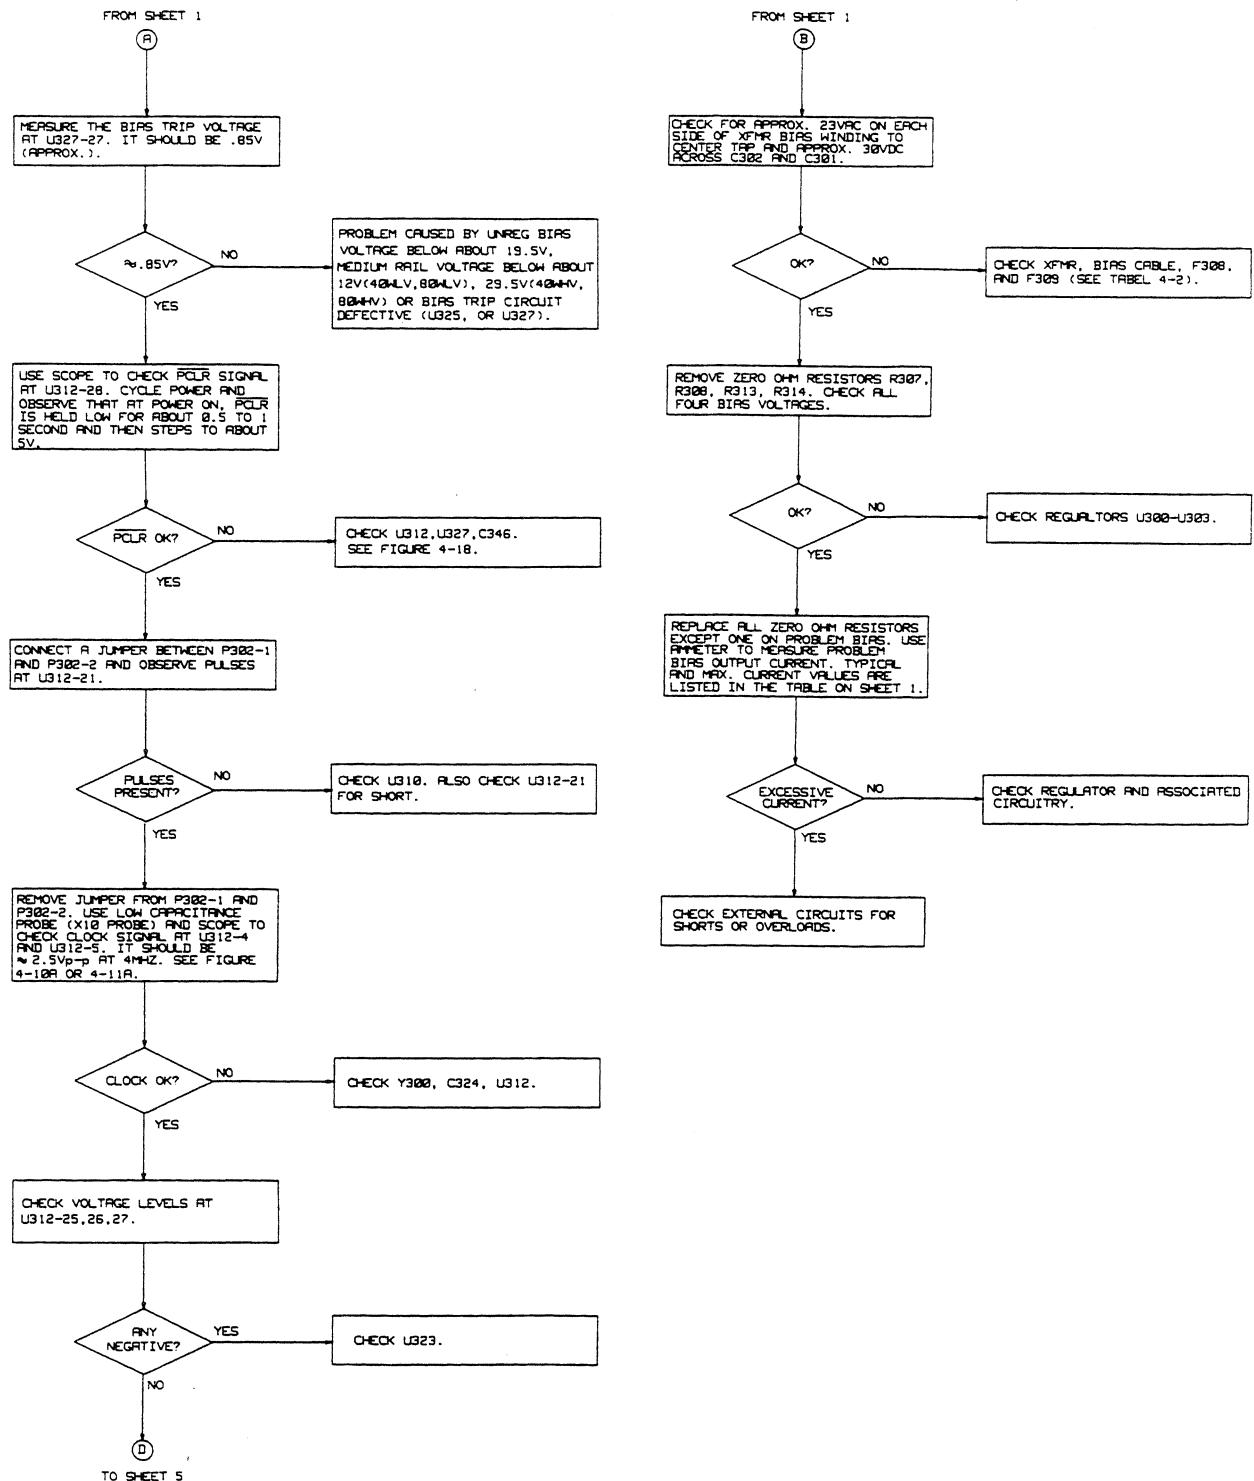 FROM SHEET 1
A
MEASURE THE BIAS TRIP VOLTAGE
AT U327-27. IT SHOULD BE .85V
(APPROX.).
≈.85V?
NO
YES
PROBLEM CAUSED BY UNREG BIAS
VOLTAGE BELOW ABOUT 19.5V,
MEDIUM RAIL VOLTAGE BELOW ABOUT
12V(40WLV,80WLV), 29.5V(40WHV,
80WHV) OR BIAS TRIP CIRCUIT
DEFECTIVE (U325, OR U327).
USE SCOPE TO CHECK PCLR SIGNAL
AT U312-28. CYCLE POWER AND
OBSERVE THAT AT POWER ON, PCLR
IS HELD LOW FOR ABOUT 0.5 TO 1
SECOND AND THEN STEPS TO ABOUT
5V.
PCLR OK?
NO
YES
CHECK U312,U327,C346.
SEE FIGURE 4-18.
CONNECT A JUMPER BETWEEN P302-1
AND P302-2 AND OBSERVE PULSES
AT U312-21.
PULSES
PRESENT?
NO
YES
CHECK U310. ALSO CHECK U312-21
FOR SHORT.
REMOVE JUMPER FROM P302-1 AND
P302-2. USE LOW CAPACITANCE
PROBE (X10 PROBE) AND SCOPE TO
CHECK CLOCK SIGNAL AT U312-4
AND U312-5. IT SHOULD BE
≈ 2.5Vp-p AT 4MHZ. SEE FIGURE
4-10A OR 4-11A.
CLOCK OK?
NO
YES
CHECK Y300, C324, U312.
CHECK VOLTAGE LEVELS AT
U312-25,26,27.
ANY
NEGATIVE?
YES
NO
CHECK U323.
D
TO SHEET 5
FROM SHEET 1
B
CHECK FOR APPROX. 23VAC ON EACH
SIDE OF XFMR BIAS WINDING TO
CENTER TAP AND APPROX. 30VDC
ACROSS C302 AND C301.
OK?
NO
YES
CHECK XFMR, BIAS CABLE, F308,
AND F309 (SEE TABEL 4-2).
REMOVE ZERO OHM RESISTORS R307,
R308, R313, R314. CHECK ALL
FOUR BIAS VOLTAGES.
OK?
NO
YES
CHECK REGUALTORS U300-U303.
REPLACE ALL ZERO OHM RESISTORS
EXCEPT ONE ON PROBLEM BIAS. USE
AMMETER TO MEASURE PROBLEM
BIAS OUTPUT CURRENT. TYPICAL
AND MAX. CURRENT VALUES ARE
LISTED IN THE TABLE ON SHEET 1.
EXCESSIVE
CURRENT?
NO
YES
CHECK REGULATOR AND ASSOCIATED
CIRCUITRY.
CHECK EXTERNAL CIRCUITS FOR
SHORTS OR OVERLOADS.